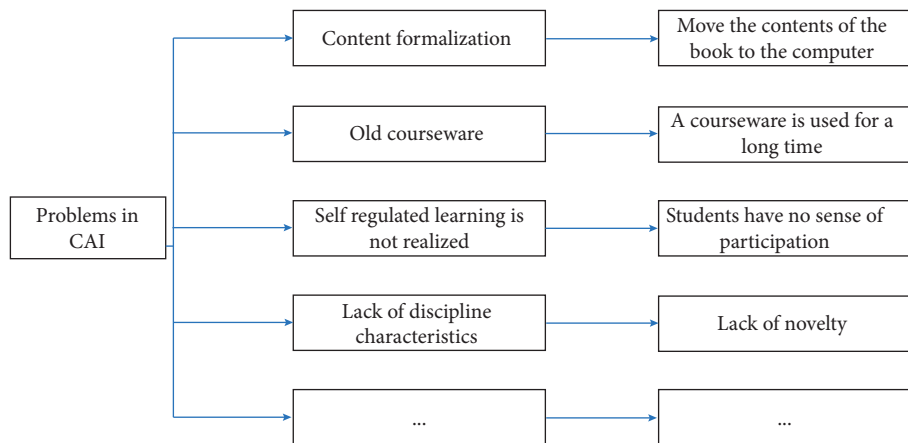 Problems in
CAI
Content formalization
Move the contents of the
book to the computer
Old courseware
A courseware is used for a
long time
Self regulated learning is
not realized
Students have no sense of
participation
Lack of discipline
characteristics
Lack of novelty
...
...